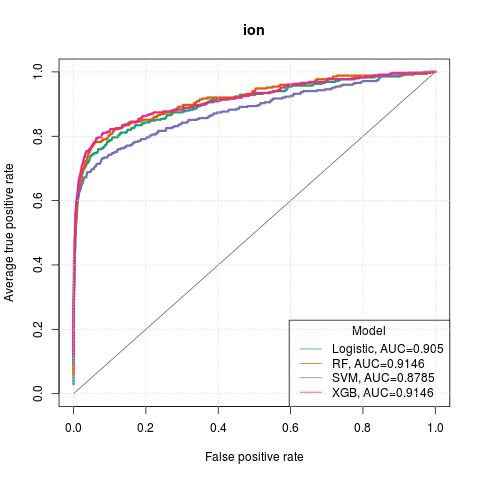 ion
Average true positive rate
1.0
0.8
0.6
0.4
0.2
0.0
Model
Logistic, AUC=0.905
RF, AUC=0.9146
SVM, AUC=0.8785
XGB, AUC=0.9146
0.0 0.2 0.4 0.6 0.8 1.0
False positive rate